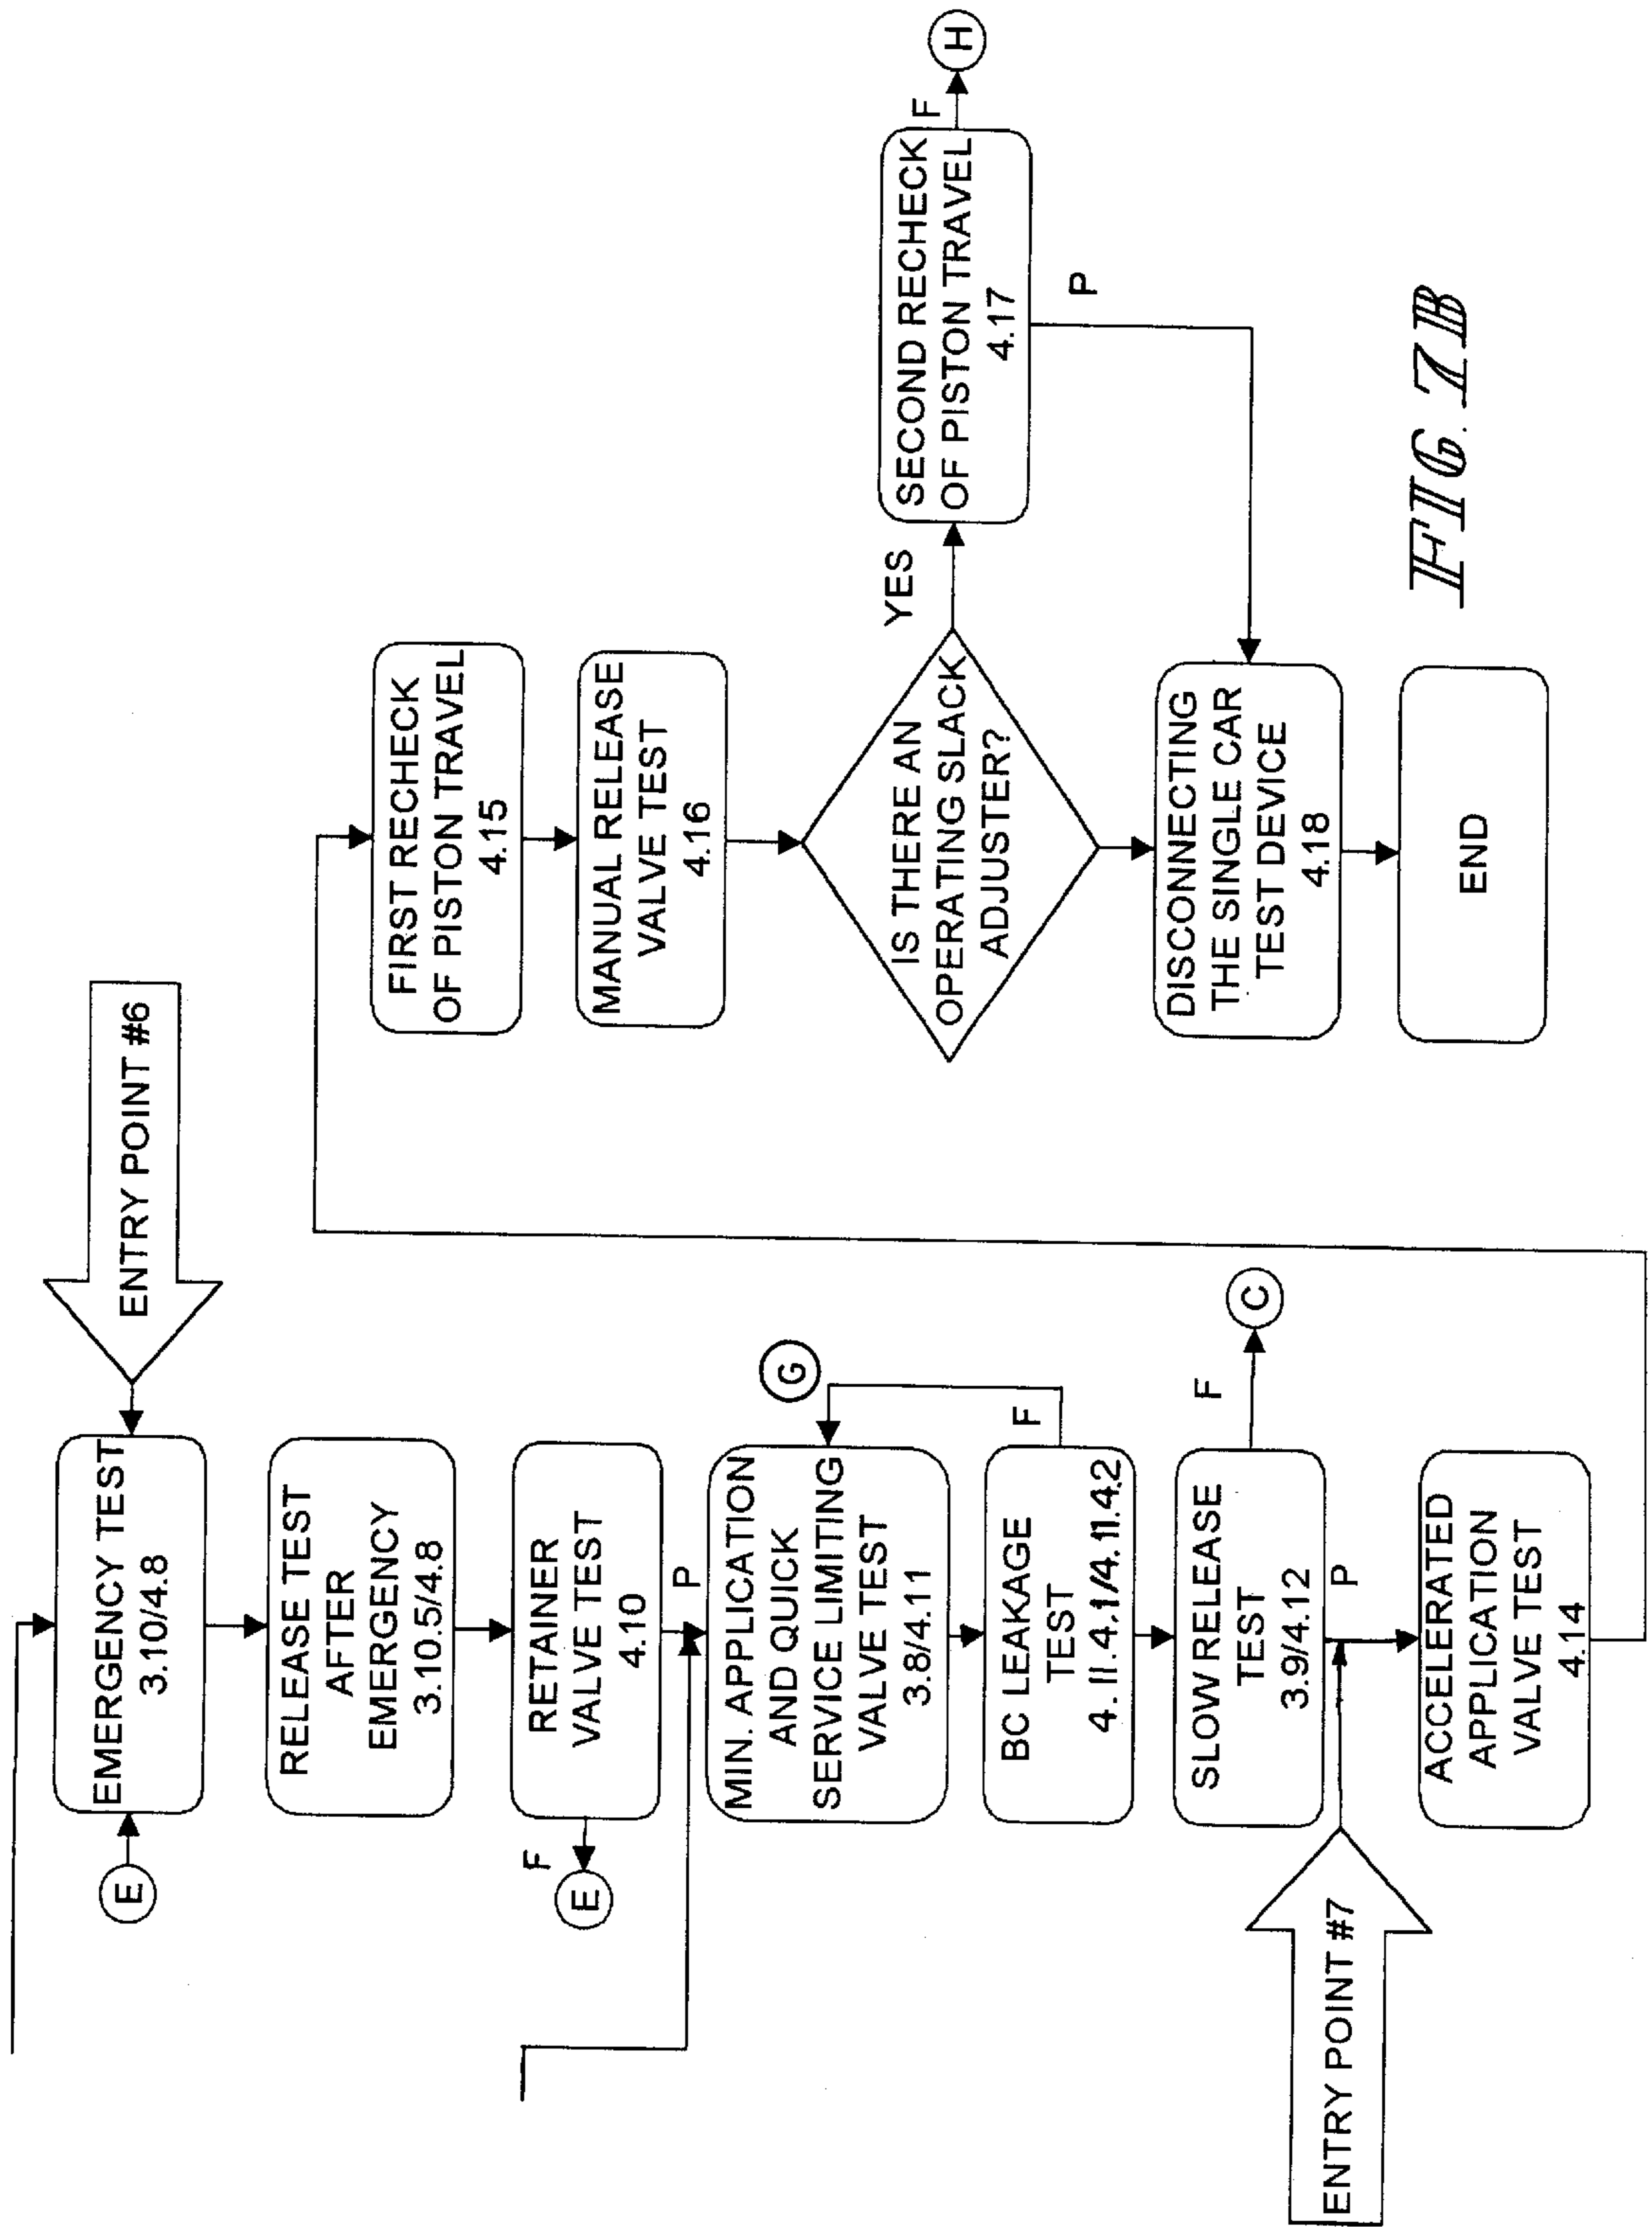 ENTRY POINT #6
E
EMERGENCY TEST
3.10/4.8
RELEASE TEST
AFTER
EMERGENCY
3.10.5/4.8
F
E
RETAINER
VALVE TEST
4.10
P
MIN. APPLICATION
AND QUICK
SERVICE LIMITING
VALVE TEST
3.8/4.11
G
BC LEAKAGE
TEST
4.11.4.1/4.11.4.2
F
SLOW RELEASE
TEST
3.9/4.12
F
C
P
ENTRY POINT #7
ACCELERATED
APPLICATION
VALVE TEST
4.14
FIRST RECHECK
OF PISTON TRAVEL
4.15
MANUAL RELEASE
VALVE TEST
4.16
IS THERE AN
OPERATING SLACK
ADJUSTER?
YES
SECOND RECHECK
OF PISTON TRAVEL
4.17
F
H
P
DISCONNECTING
THE SINGLE CAR
TEST DEVICE
4.18
END
FIG. 7B